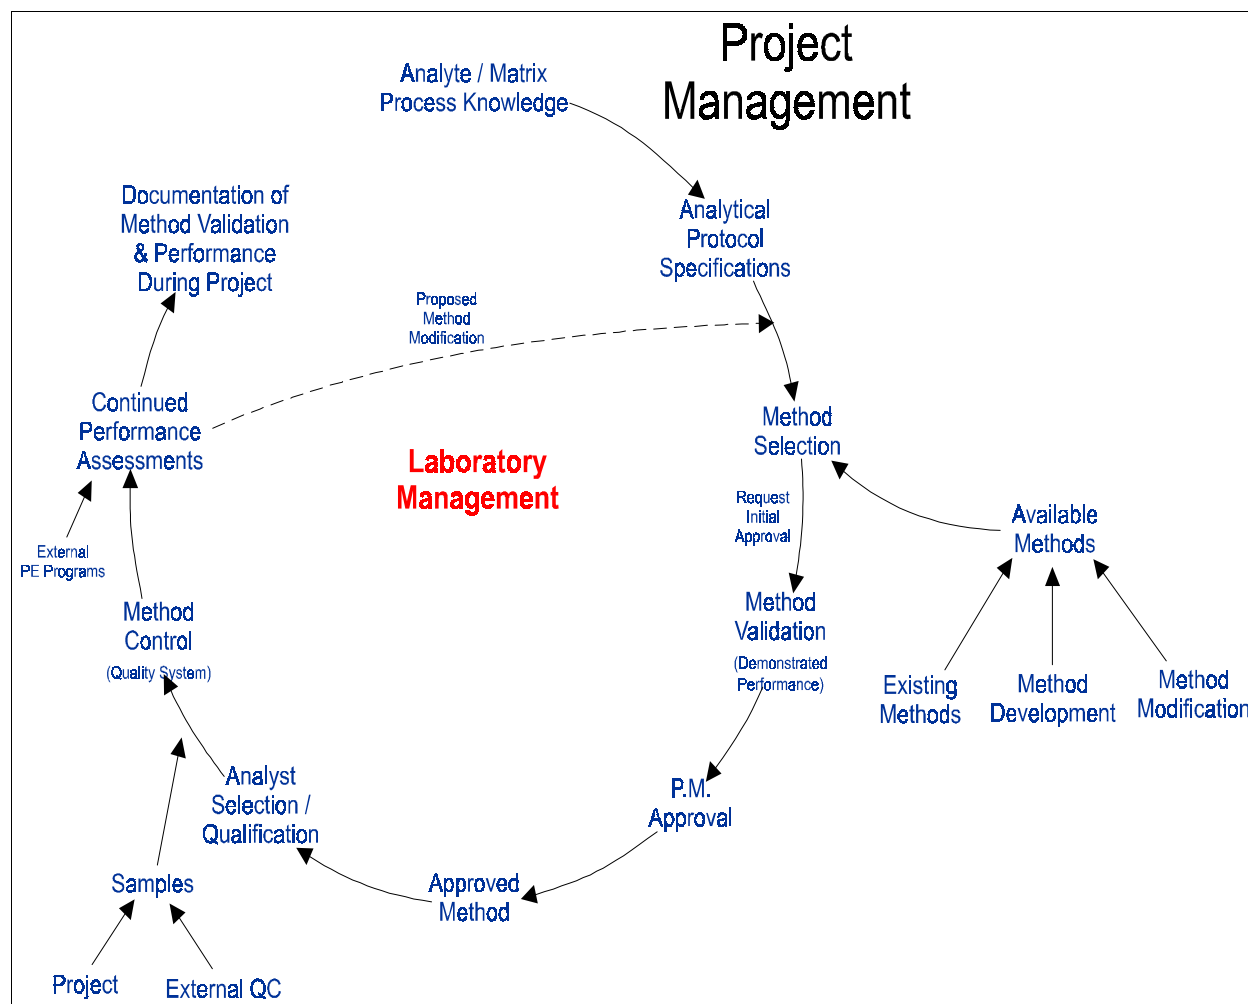 Project
Management
Analyte / Matrix
Process Knowledge
Documentation of
Method Validation
& Performance
During Project
Analytical
Protocol
Specifications
Proposed
Method
Modification
Continued
Performance
Assessments
Method
Selection
Laboratory
Management
Request
Initial
Approval
Available
Methods
External
PE Programs
Method
Control
(Quality System)
Method
Validation
(Demonstrated
Performance)
Existing
Methods
Method
Development
Method
Modification
Analyst
Selection /
Qualification
P.M.
Approval
Samples
Approved
Method
Project
External QC